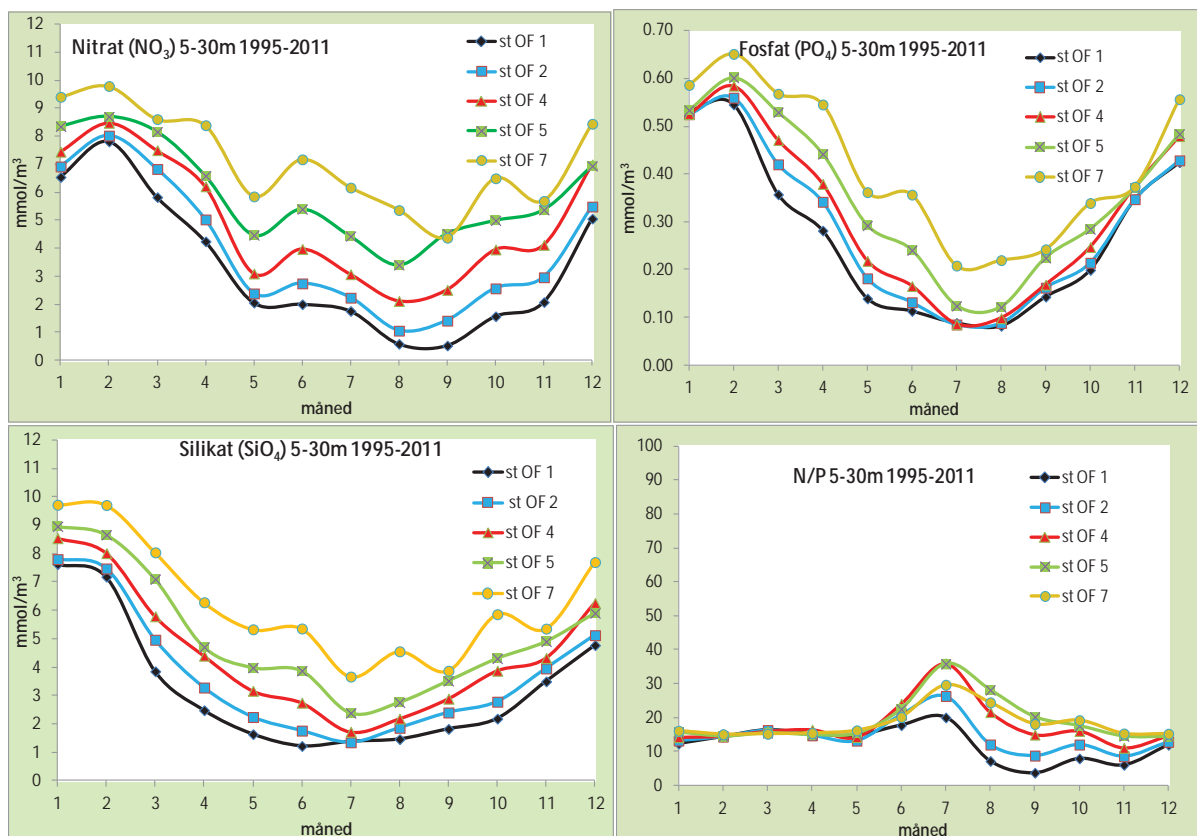 Nitrat (NO₃) 5-30m 1995-2011
mmol/m³
12
11
10
9
8
7
6
5
4
3
2
1
0
st OF 1
st OF 2
st OF 4
st OF 5
st OF 7
1 2 3 4 5 6 7 8 9 10 11 12
måned
Fosfat (PO₄) 5-30m 1995-2011
mmol/m³
0.60
0.50
0.40
0.30
0.20
0.10
0.00
st OF 1
st OF 2
st OF 4
st OF 5
st OF 7
1 2 3 4 5 6 7 8 9 10 11 12
måned
Silikat (SiO₄) 5-30m 1995-2011
mmol/m³
12
11
10
9
8
7
6
5
4
3
2
1
0
st OF 1
st OF 2
st OF 4
st OF 5
st OF 7
1 2 3 4 5 6 7 8 9 10 11 12
måned
N/P 5-30m 1995-2011
100
90
80
70
60
50
40
30
20
10
0
st OF 1
st OF 2
st OF 4
st OF 5
st OF 7
1 2 3 4 5 6 7 8 9 10 11 12
måned